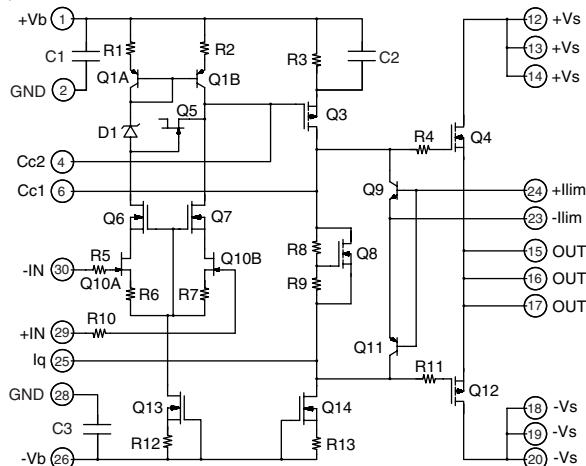 +Vb 1 12 +Vs
C1 R1 R2 R3 C2 13 +Vs
GND 2 Q1A Q1B 14 +Vs
Q5 Q3
D1 R4 Q4
Cc2 4
Cc1 6 Q9 24 +Ilim
Q6 Q7 23 -Ilim
R8 Q8 15 OUT
-IN 30 R5 Q10B
Q10A R6 R7 R9 16 OUT
17 OUT
+IN 29 R10
Iq 25 Q11
R11
GND 28 Q13 Q14 Q12
18 -Vs
C3 R12 R13 19 -Vs
-Vb 26 20 -Vs